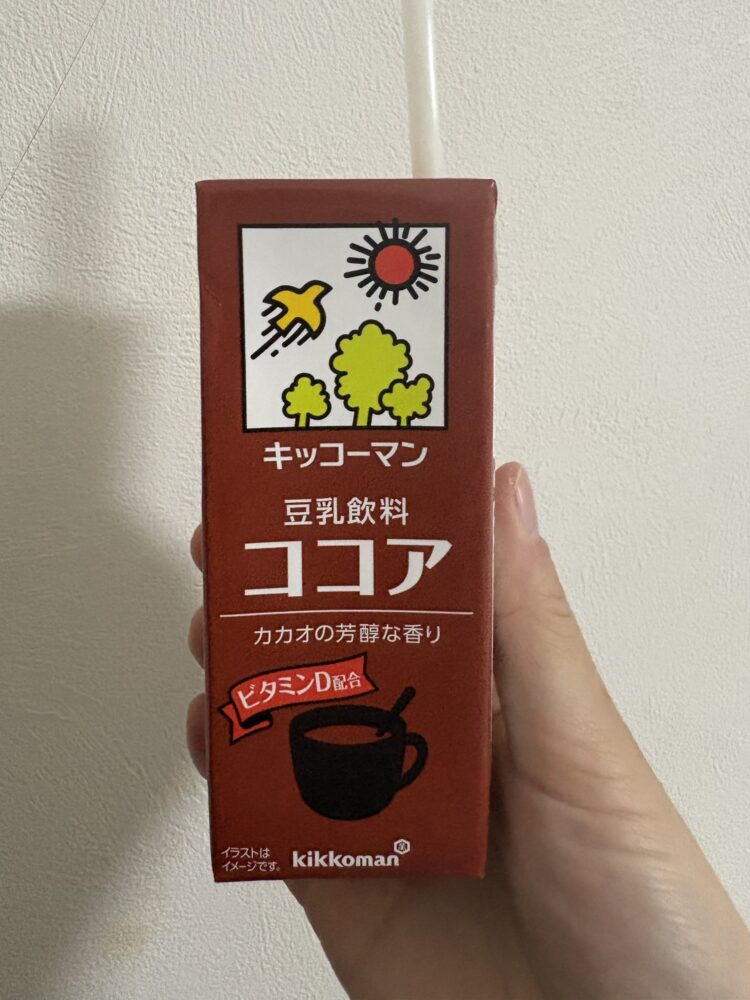 キッコーマン
豆乳飲料
ココア
カカオの芳醇な香り
ビタミンD配合
イラストは
イメージです。
kikkoman